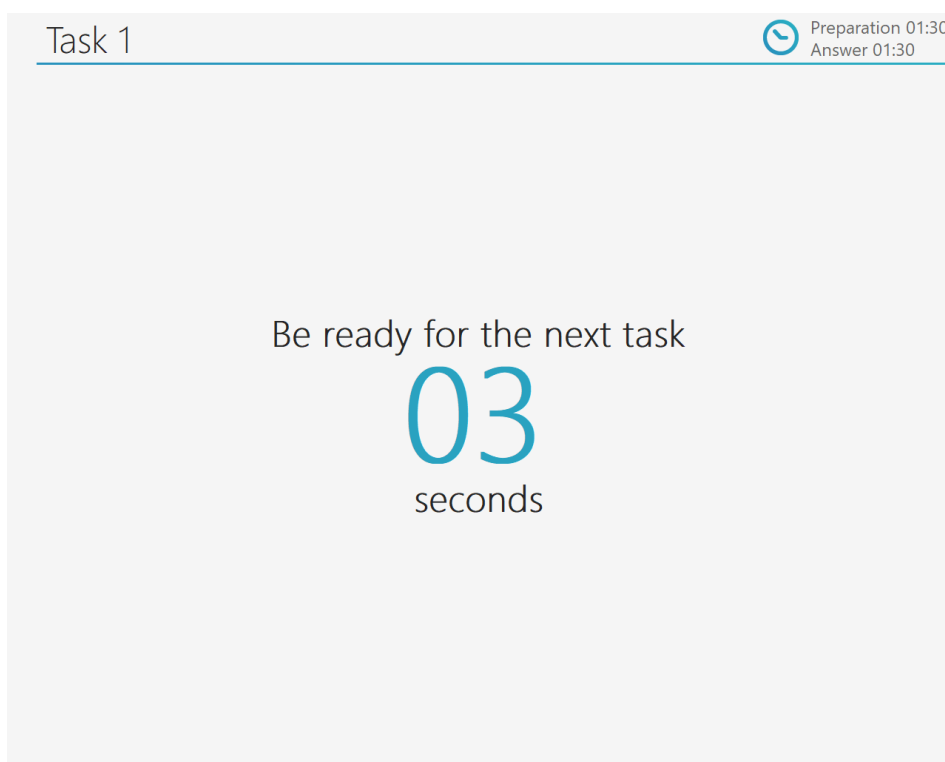 Task 1
Preparation 01:30
Answer 01:30
Be ready for the next task
03
seconds